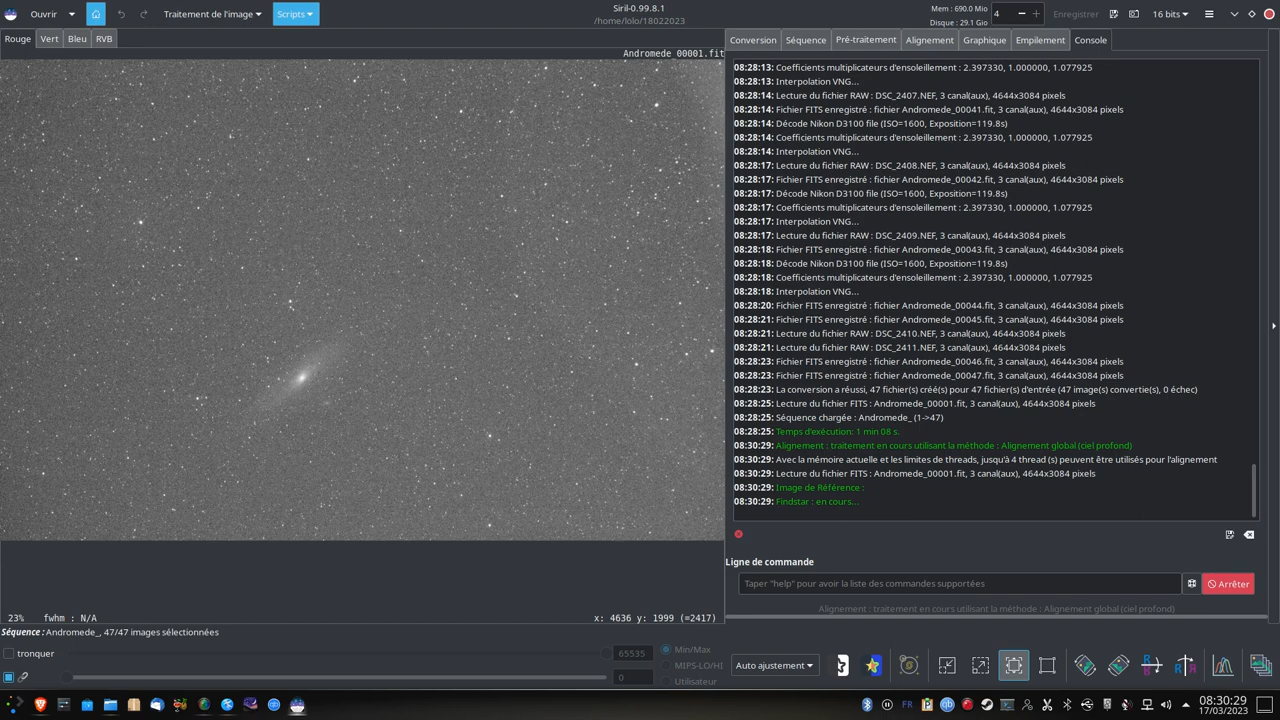 Ouvrir
Traitement de l'image
Scripts
Siril-0.99.8.1
/home/lolo/18022023
Mem : 690.0 Mio
Disque : 29.1 Gio
4
Enregistrer
16 bits
Rouge
Vert
Bleu
RVB
Conversion
Séquence
Pré-traitement
Alignement
Graphique
Empilement
Console
Andromede_00001.fit
08:28:13: Coefficients multiplicateurs d'ensoleillement : 2.397330, 1.000000, 1.077925
08:28:13: Interpolation VNG...
08:28:14: Lecture du fichier RAW : DSC_2407.NEF, 3 canal(aux), 4644x3084 pixels
08:28:14: Fichier FITS enregistré : fichier Andromede_00041.fit, 3 canal(aux), 4644x3084 pixels
08:28:14: Décode Nikon D3100 file (ISO=1600, Exposition=119.8s)
08:28:14: Coefficients multiplicateurs d'ensoleillement : 2.397330, 1.000000, 1.077925
08:28:14: Interpolation VNG...
08:28:17: Lecture du fichier RAW : DSC_2408.NEF, 3 canal(aux), 4644x3084 pixels
08:28:17: Fichier FITS enregistré : fichier Andromede_00042.fit, 3 canal(aux), 4644x3084 pixels
08:28:17: Décode Nikon D3100 file (ISO=1600, Exposition=119.8s)
08:28:17: Coefficients multiplicateurs d'ensoleillement : 2.397330, 1.000000, 1.077925
08:28:17: Interpolation VNG...
08:28:17: Lecture du fichier RAW : DSC_2409.NEF, 3 canal(aux), 4644x3084 pixels
08:28:18: Fichier FITS enregistré : fichier Andromede_00043.fit, 3 canal(aux), 4644x3084 pixels
08:28:18: Décode Nikon D3100 file (ISO=1600, Exposition=119.8s)
08:28:18: Coefficients multiplicateurs d'ensoleillement : 2.397330, 1.000000, 1.077925
08:28:18: Interpolation VNG...
08:28:20: Fichier FITS enregistré : fichier Andromede_00044.fit, 3 canal(aux), 4644x3084 pixels
08:28:21: Fichier FITS enregistré : fichier Andromede_00045.fit, 3 canal(aux), 4644x3084 pixels
08:28:21: Lecture du fichier RAW : DSC_2410.NEF, 3 canal(aux), 4644x3084 pixels
08:28:21: Lecture du fichier RAW : DSC_2411.NEF, 3 canal(aux), 4644x3084 pixels
08:28:23: Fichier FITS enregistré : fichier Andromede_00046.fit, 3 canal(aux), 4644x3084 pixels
08:28:23: Fichier FITS enregistré : fichier Andromede_00047.fit, 3 canal(aux), 4644x3084 pixels
08:28:23: La conversion a réussi, 47 fichier(s) créé(s) pour 47 fichier(s) d'entrée (47 image(s) convertie(s), 0 échec)
08:28:25: Lecture du fichier FITS : Andromede_00001.fit, 3 canal(aux), 4644x3084 pixels
08:28:25: Séquence chargée : Andromede_ (1->47)
08:28:25: Temps d'exécution: 1 min 08 s.
08:30:29: Alignement : traitement en cours utilisant la méthode : Alignement global (ciel profond)
08:30:29: Avec la mémoire actuelle et les limites de threads, jusqu'à 4 thread (s) peuvent être utilisés pour l'alignement
08:30:29: Lecture du fichier FITS : Andromede_00001.fit, 3 canal(aux), 4644x3084 pixels
08:30:29: Image de Référence :
08:30:29: Findstar : en cours...
Ligne de commande
Taper "help" pour avoir la liste des commandes supportées
Arrêter
Alignement : traitement en cours utilisant la méthode : Alignement global (ciel profond)
23%
fwhm : N/A
x: 4636 y: 1999 (=2417)
Séquence : Andromede_, 47/47 images sélectionnées
tronquer
65535
0
Min/Max
MIPS-LO/HI
Utilisateur
Auto ajustement
FR
08:30:29
17/03/2023